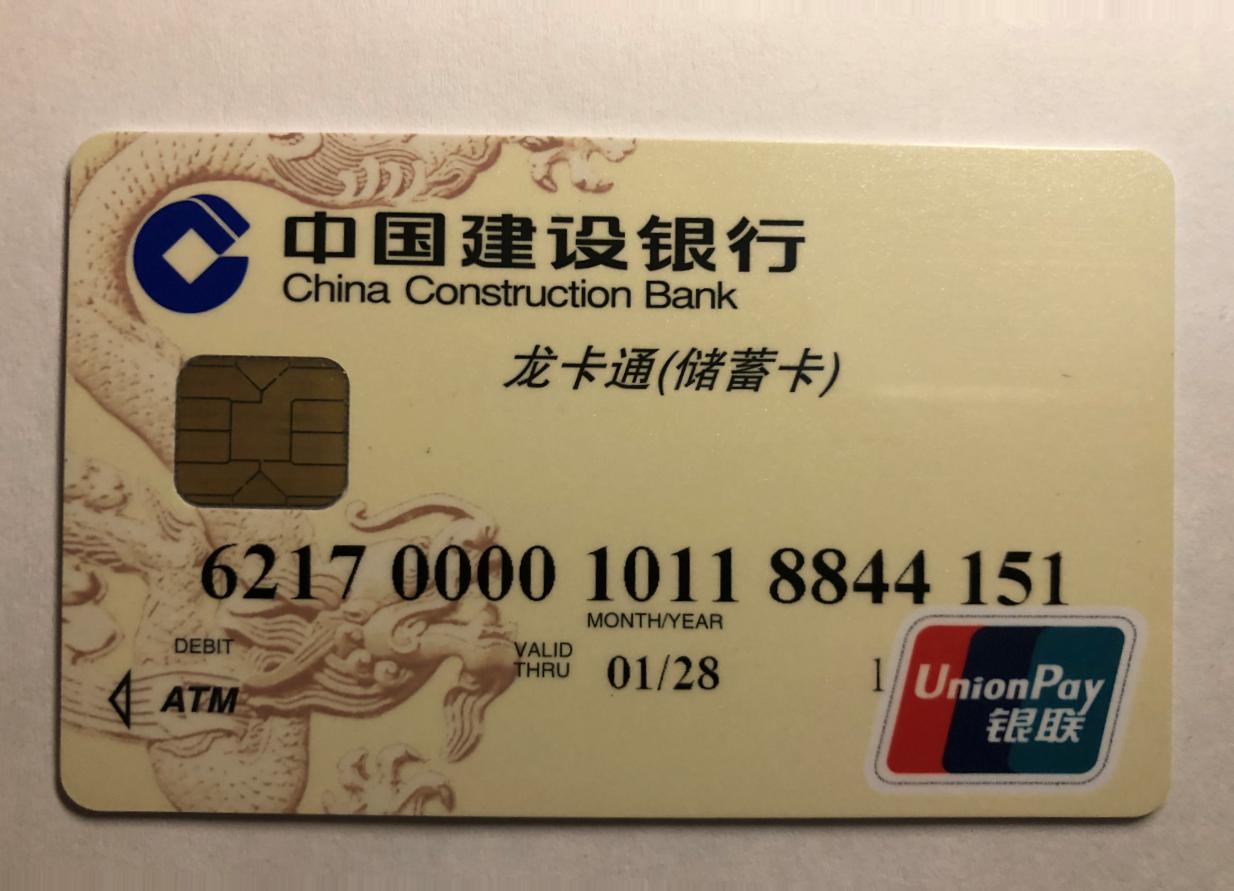 中国建设银行
China Construction Bank
龙卡通(储蓄卡)
6217 0000 1011 8844 151
MONTH/YEAR
DEBIT
VALID
THRU
01/28
1
ATM
UnionPay
银联